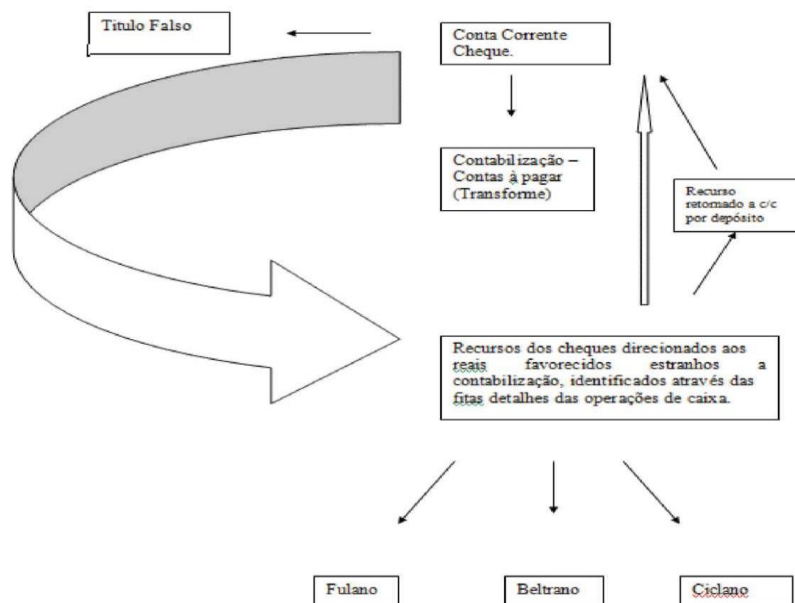 Titulo Falso
Conta Corrente
Cheque.
Contabilização –
Contas à pagar
(Transforme)
Recurso
retornado a c/c
por depósito
Recursos dos cheques direcionados aos
reais favorecidos estranhos a
contabilização, identificados através das
fitas detalhes das operações de caixa.
Fulano
Beltrano
Ciclano